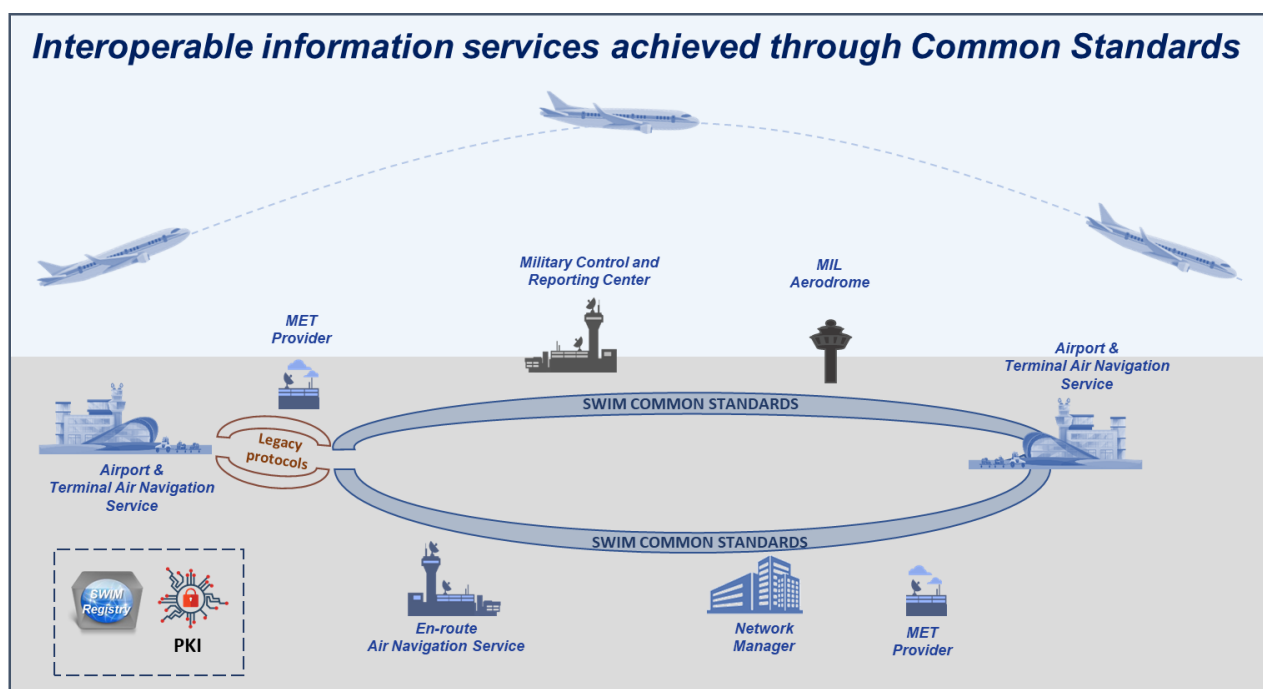 Interoperable information services achieved through Common Standards
Military Control and
Reporting Center
MIL
Aerodrome
MET
Provider
Airport &
Terminal Air Navigation
Service
SWIM COMMON STANDARDS
Legacy
protocols
Airport &
Terminal Air Navigation
Service
SWIM COMMON STANDARDS
SWIM
Registry
PKI
En-route
Air Navigation Service
Network
Manager
MET
Provider